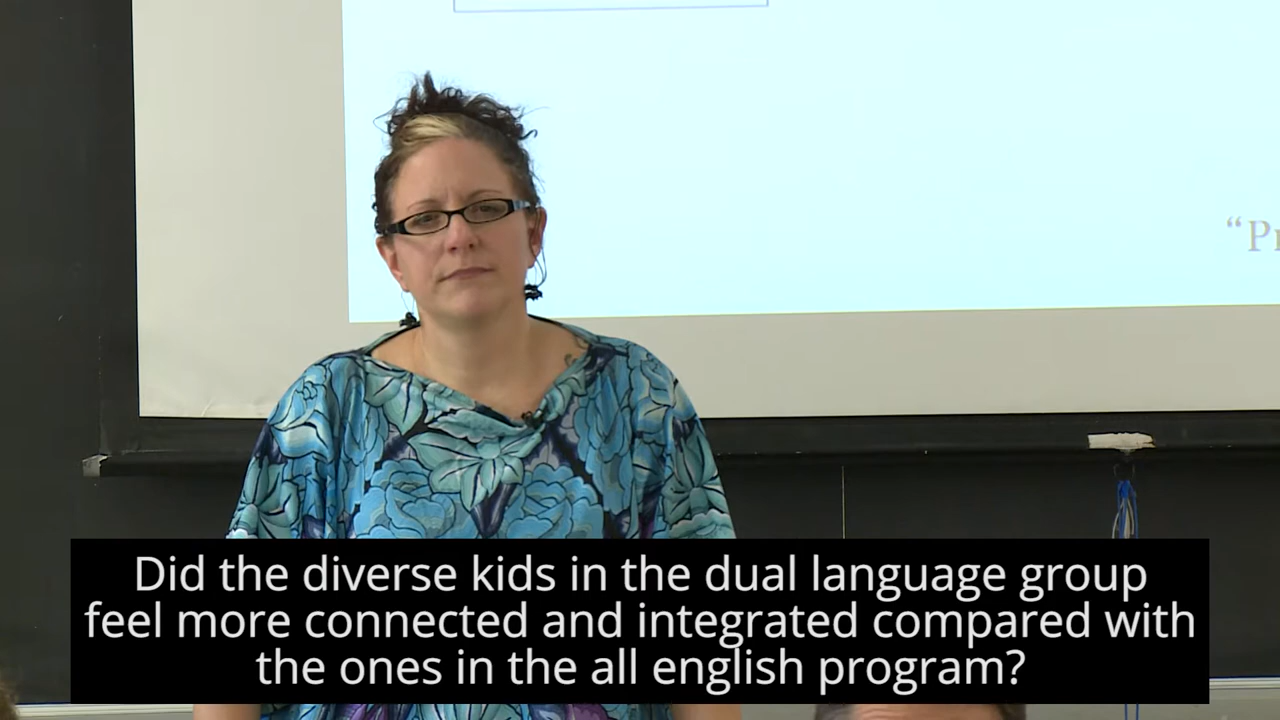 Did the diverse kids in the dual language group
feel more connected and integrated compared with
the ones in the all english program?